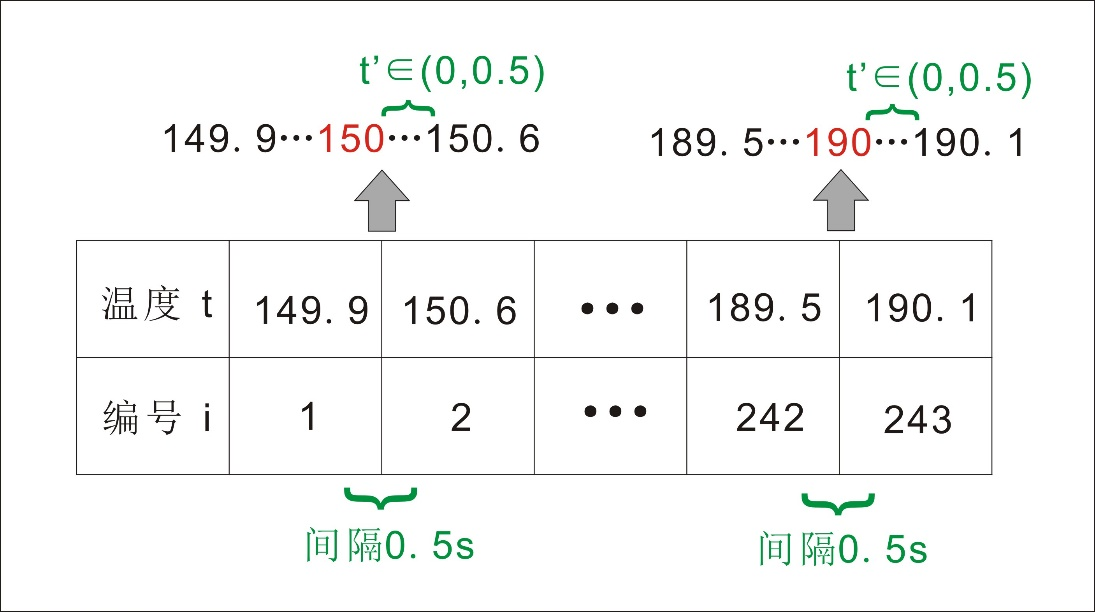 t’∈(0,0.5) t’∈(0,0.5)
149. 9···150···150. 6 189. 5···190···190. 1
温度 t 149. 9 150. 6 ••• 189. 5 190. 1
编号 i 1 2 ••• 242 243
间隔0. 5s 间隔0. 5s